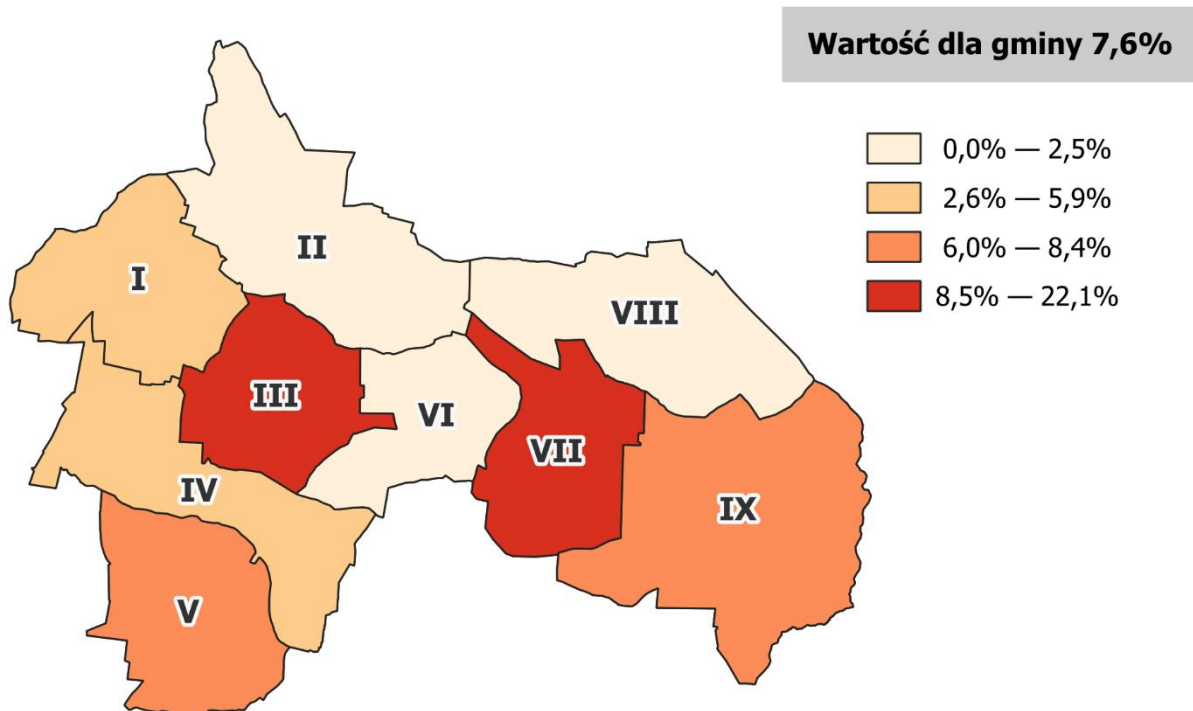 Wartość dla gminy 7,6%
0,0% — 2,5%
2,6% — 5,9%
6,0% — 8,4%
8,5% — 22,1%
II
I
VIII
III
VI
VII
IV
IX
V